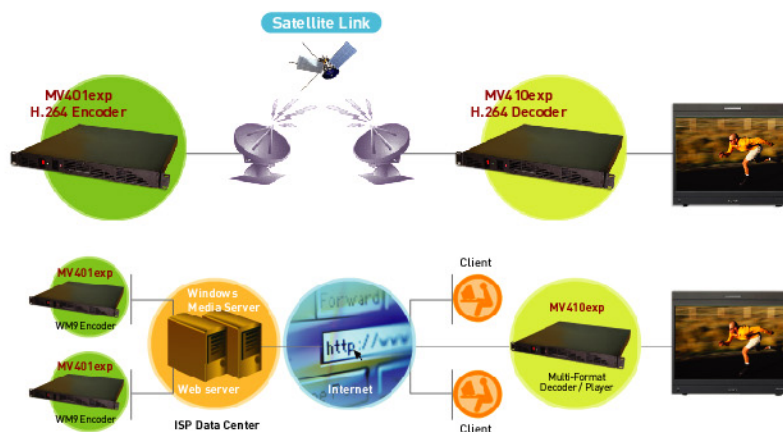 Satellite Link
MV401exp
H.264 Encoder
MV410exp
H.264 Decoder
MV401exp
WM9 Encoder
MV401exp
WM9 Encoder
Windows
Media Server
Web server
ISP Data Center
Forward
http://www
Internet
Client
Client
MV410exp
Multi-Format
Decoder / Player